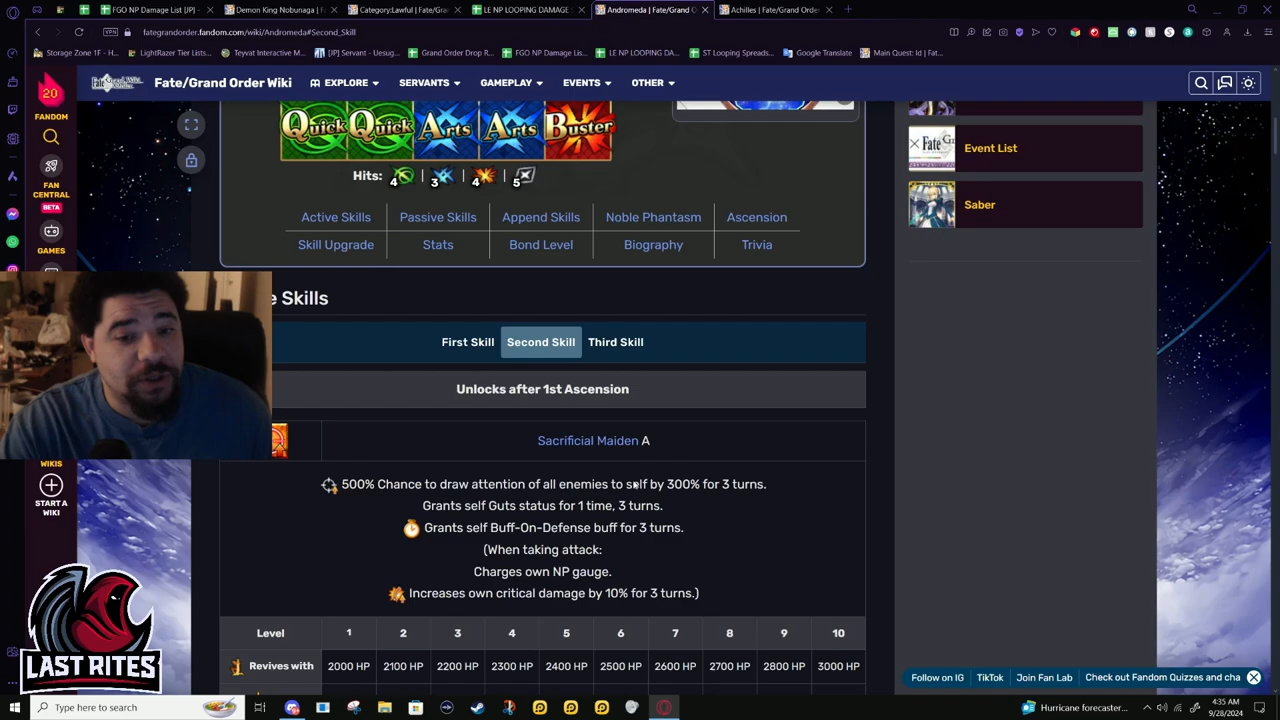 FGO NP Damage List [JP] -
Demon King Nobunaga | F
Category:Lawful | Fate/Gran
LE NP LOOPING DAMAGE S
Andromeda | Fate/Grand O
Achilles | Fate/Grand Order
VPN
fategrandorder.fandom.com/wiki/Andromeda#Second_Skill
Storage Zone 1F - H...
LightRazer Tier Lists...
Teyvat Interactive M...
[JP] Servant - Uesug...
Grand Order Drop R...
FGO NP Damage Lis...
LE NP LOOPING DA...
ST Looping Spreads...
Google Translate
Main Quest: Id | Fat...
20
FANDOM
Fate/Grand Order Wiki
EXPLORE
SERVANTS
GAMEPLAY
EVENTS
OTHER
FAN CENTRAL
BETA
GAMES
WIKIS
START A WIKI
Quick Quick Arts Arts Buster
Hits: 4 | 3 | 4 | 5
Active Skills
Passive Skills
Append Skills
Noble Phantasm
Ascension
Skill Upgrade
Stats
Bond Level
Biography
Trivia
Event List
Saber
e Skills
First Skill
Second Skill
Third Skill
Unlocks after 1st Ascension
Sacrificial Maiden A
500% Chance to draw attention of all enemies to self by 300% for 3 turns.
Grants self Guts status for 1 time, 3 turns.
Grants self Buff-On-Defense buff for 3 turns.
(When taking attack:
Charges own NP gauge.
Increases own critical damage by 10% for 3 turns.)
Level 1 2 3 4 5 6 7 8 9 10
Revives with 2000 HP 2100 HP 2200 HP 2300 HP 2400 HP 2500 HP 2600 HP 2700 HP 2800 HP 3000 HP
LAST RITES
Follow on IG
TikTok
Join Fan Lab
Check out Fandom Quizzes and cha
Type here to search
Hurricane forecaster...
4:35 AM
9/28/2024